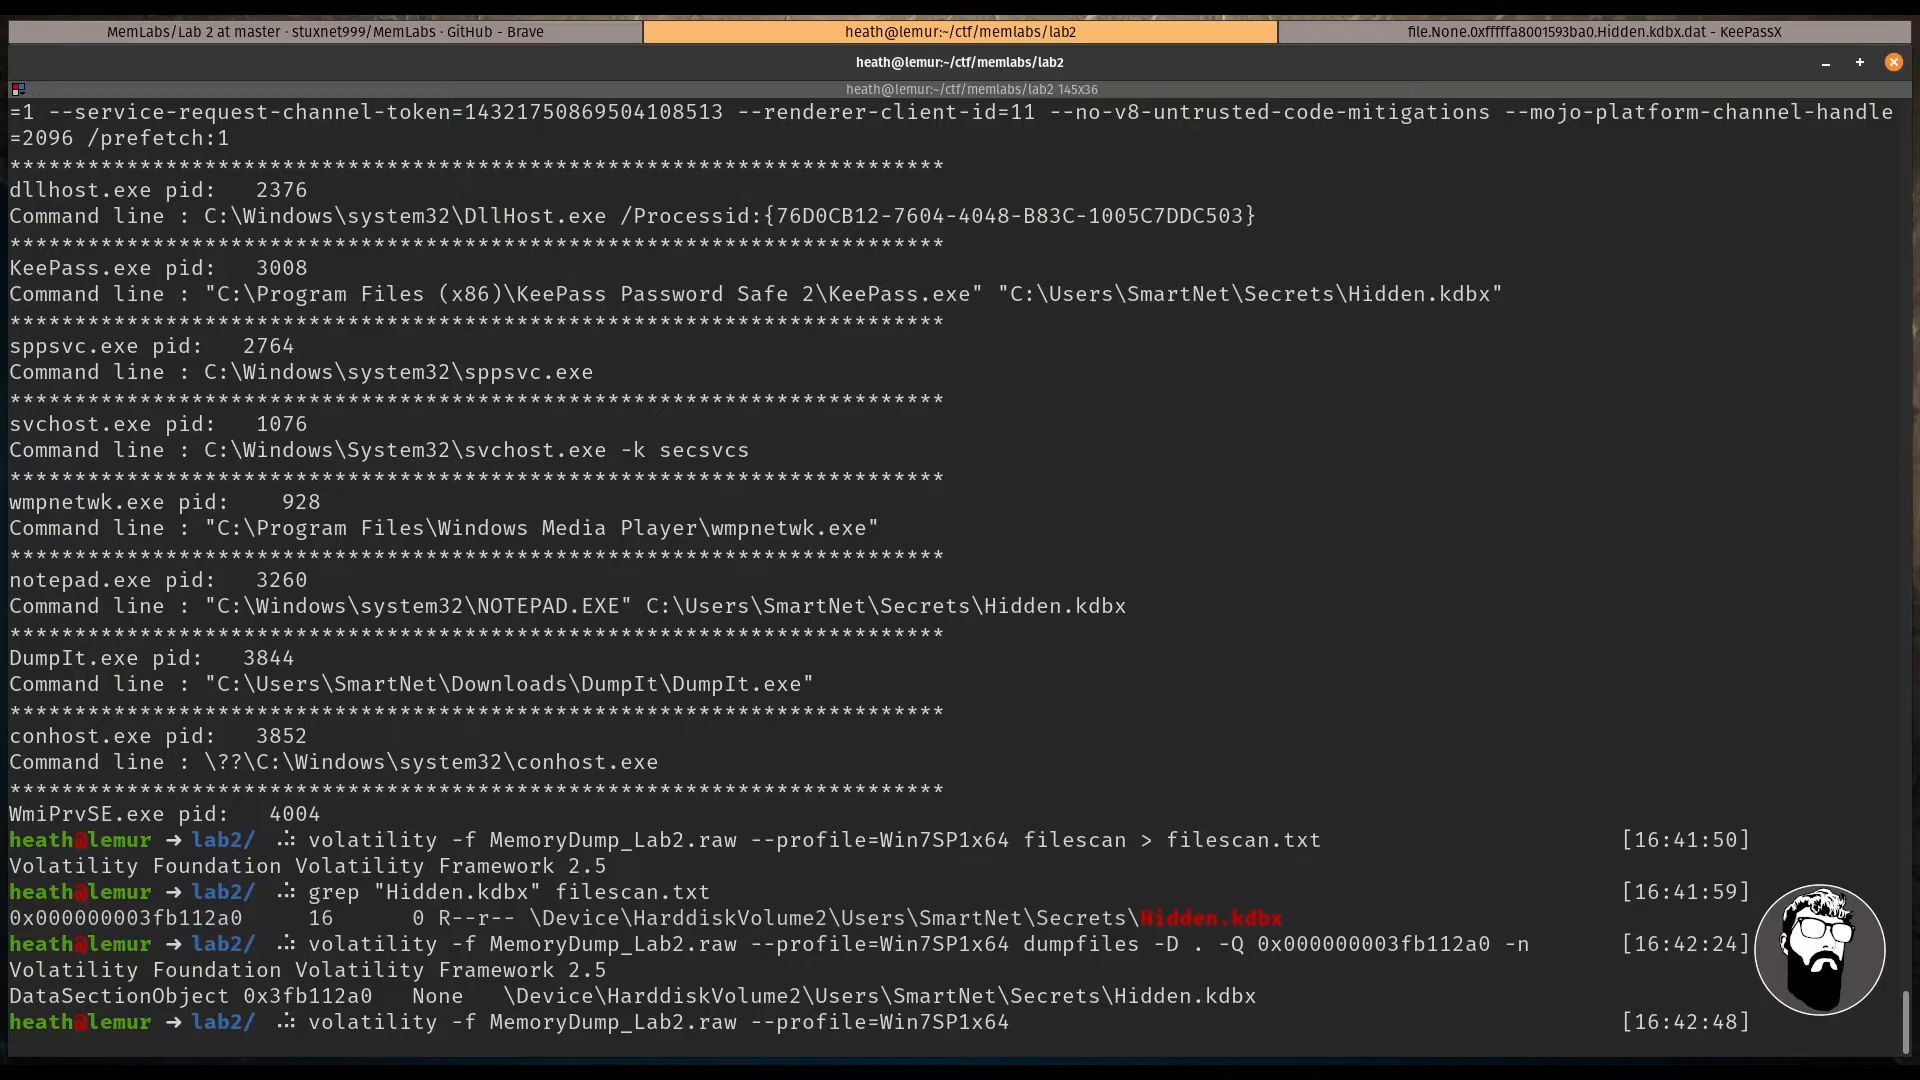 MemLabs/Lab 2 at master · stuxnet999/MemLabs · GitHub - Brave
heath@lemur:~/ctf/memlabs/lab2
file.None.0xfffffa8001593ba0.Hidden.kdbx.dat - KeePassX
heath@lemur:~/ctf/memlabs/lab2
heath@lemur:~/ctf/memlabs/lab2 145x36
=1 --service-request-channel-token=14321750869504108513 --renderer-client-id=11 --no-v8-untrusted-code-mitigations --mojo-platform-channel-handle
=2096 /prefetch:1
************************************************************************
dllhost.exe pid:   2376
Command line : C:\Windows\system32\DllHost.exe /Processid:{76D0CB12-7604-4048-B83C-1005C7DDC503}
************************************************************************
KeePass.exe pid:   3008
Command line : "C:\Program Files (x86)\KeePass Password Safe 2\KeePass.exe" "C:\Users\SmartNet\Secrets\Hidden.kdbx"
************************************************************************
sppsvc.exe pid:   2764
Command line : C:\Windows\system32\sppsvc.exe
************************************************************************
svchost.exe pid:   1076
Command line : C:\Windows\System32\svchost.exe -k secsvcs
************************************************************************
wmpnetwk.exe pid:    928
Command line : "C:\Program Files\Windows Media Player\wmpnetwk.exe"
************************************************************************
notepad.exe pid:   3260
Command line : "C:\Windows\system32\NOTEPAD.EXE" C:\Users\SmartNet\Secrets\Hidden.kdbx
************************************************************************
DumpIt.exe pid:   3844
Command line : "C:\Users\SmartNet\Downloads\DumpIt\DumpIt.exe"
************************************************************************
conhost.exe pid:   3852
Command line : \??\C:\Windows\system32\conhost.exe
************************************************************************
WmiPrvSE.exe pid:   4004
heath@lemur → lab2/ .:: volatility -f MemoryDump_Lab2.raw --profile=Win7SP1x64 filescan > filescan.txt [16:41:50]
Volatility Foundation Volatility Framework 2.5
heath@lemur → lab2/ .:: grep "Hidden.kdbx" filescan.txt [16:41:59]
0x000000003fb112a0     16      0 R--r-- \Device\HarddiskVolume2\Users\SmartNet\Secrets\Hidden.kdbx
heath@lemur → lab2/ .:: volatility -f MemoryDump_Lab2.raw --profile=Win7SP1x64 dumpfiles -D . -Q 0x000000003fb112a0 -n [16:42:24]
Volatility Foundation Volatility Framework 2.5
DataSectionObject 0x3fb112a0   None   \Device\HarddiskVolume2\Users\SmartNet\Secrets\Hidden.kdbx
heath@lemur → lab2/ .:: volatility -f MemoryDump_Lab2.raw --profile=Win7SP1x64 [16:42:48]